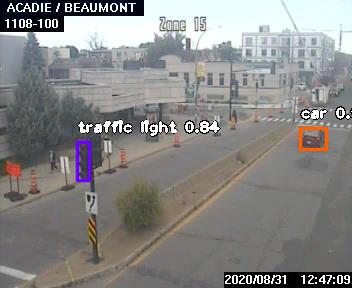 ACADIE / BEAUMONT
1108-100
Zone 15
traffic light 0.84
car 0.
2020/08/31 12:47:09